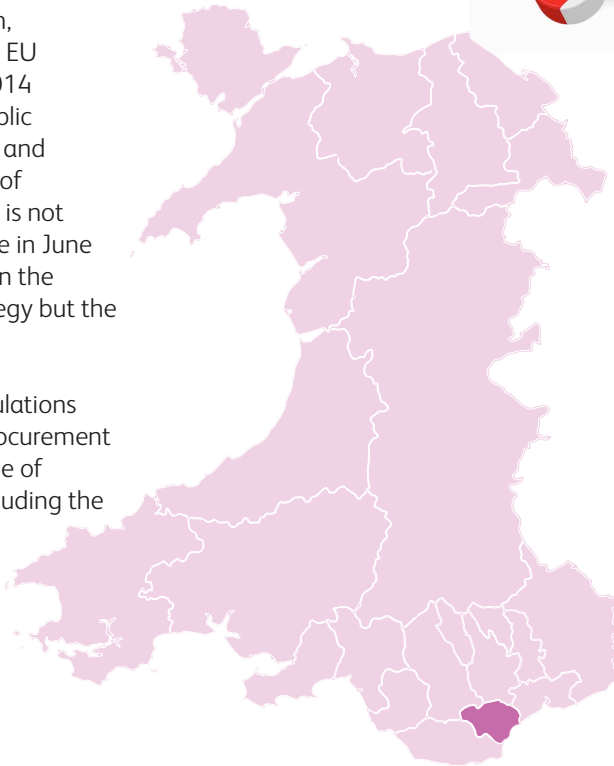 EU
014
blic
and
of
is not
e in June
n the
egy but the
ulations
ocurement
e of
uding the